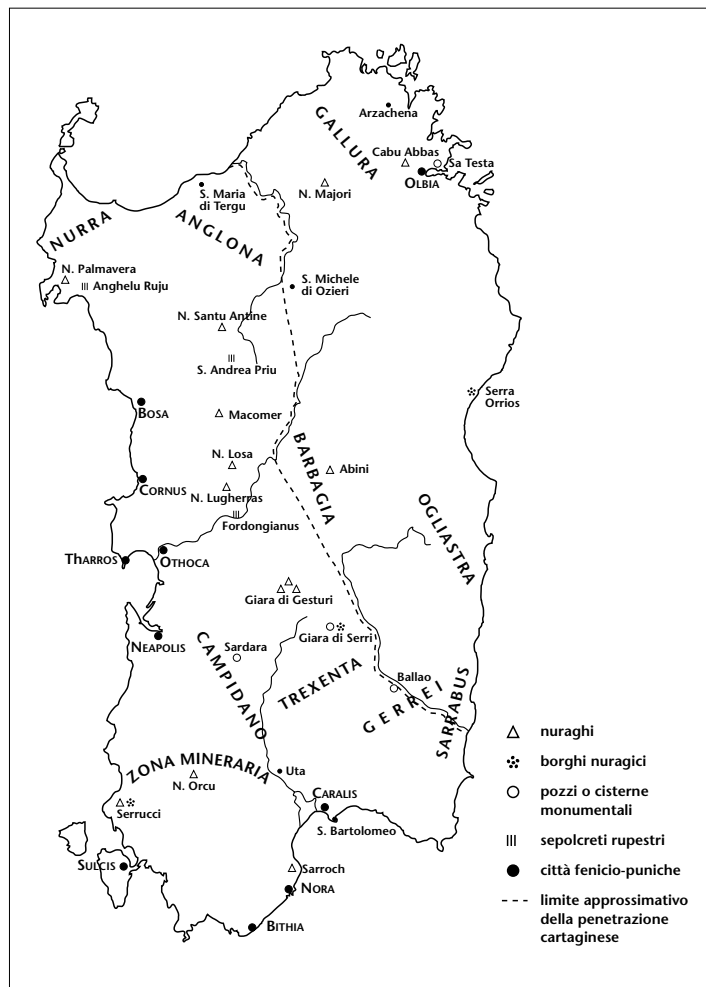 Arzachena
GALLURA
Cabu Abbas
Sa Testa
OLBIA
N. Majori
S. Maria
di Tergu
NURRA
ANGLONA
N. Palmavera
Anghelu Ruju
S. Michele
di Ozieri
N. Santu Antine
S. Andrea Priu
Serra
Orrios
BOSA
Macomer
BARBAGIA
N. Losa
Abini
CORNUS
N. Lugherras
Fordongianus
OGLIASTRA
THARROS
OTHOCA
Giara di Gesturi
NEAPOLIS
Sardara
Giara di Serri
CAMPIDANO
TREXENTA
Ballao
GERREI
SARRABUS
ZONA MINERARIA
N. Orcu
Uta
Serrucci
CARALIS
S. Bartolomeo
SULCIS
Sarroch
NORA
BITHIA
nuraghi
borghi nuragici
pozzi o cisterne
monumentali
sepolcreti rupestri
città fenicio-puniche
limite approssimativo
della penetrazione
cartaginese